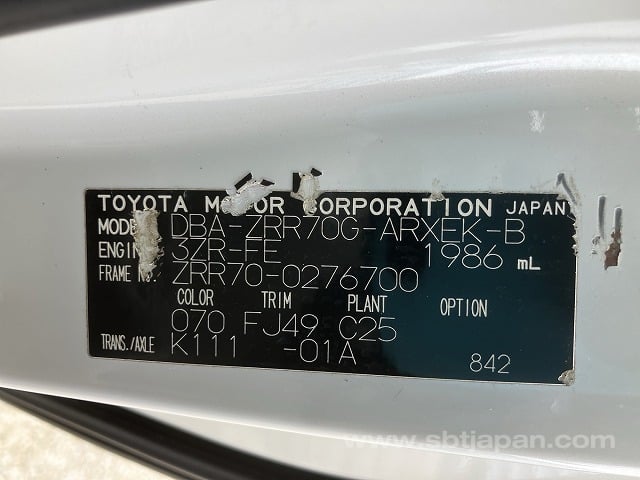 TOYOTA MOTOR CORPORATION JAPAN
MODEL DBA-ZRR70G-ARXEK-B
ENGINE 3ZR-FE 1986 mL
FRAME NO. ZRR70-0276700
COLOR TRIM PLANT OPTION
070 FJ49 C25
TRANS./AXLE K111 -01A 842
www.sbtjapan.com